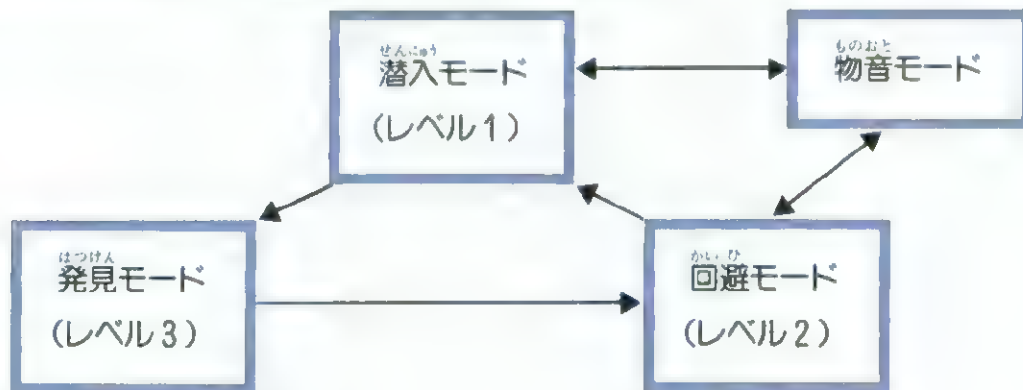 せんにゅう
潜入モード
(レベル1)
ものおと
物音モード
はつけん
発見モード
(レベル3)
かいひ
回避モード
(レベル2)